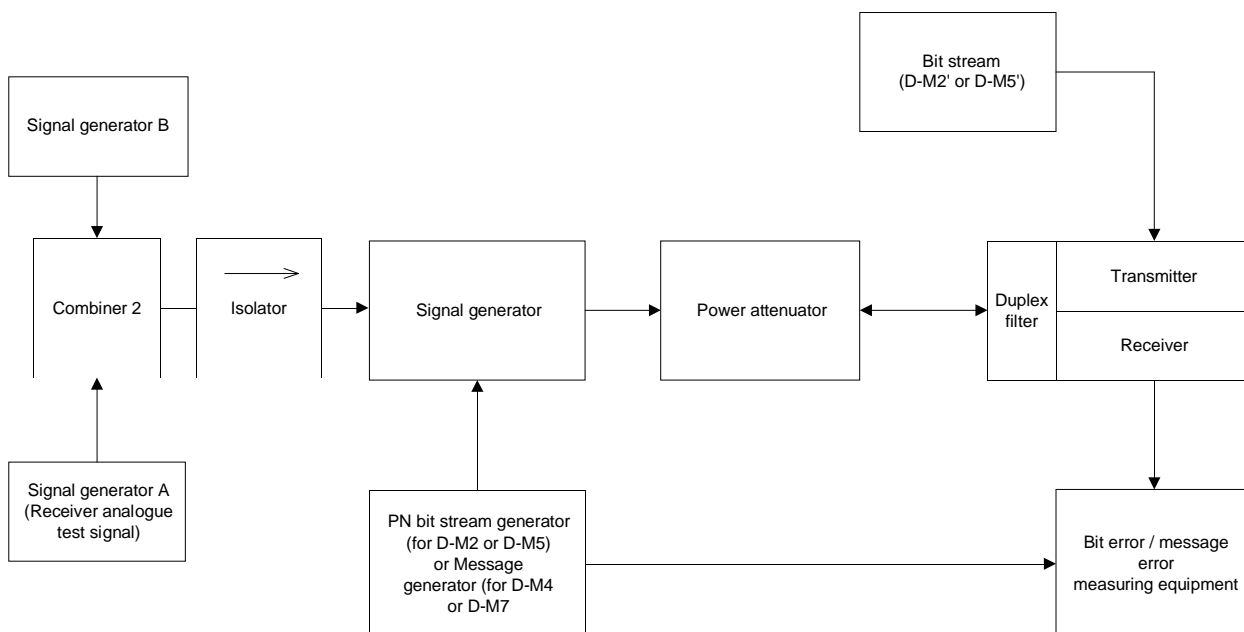 Bit stream
(D-M2' or D-M5')
Signal generator B
Combiner 2
Isolator
Signal generator
Power attenuator
Duplex
filter
Transmitter
Receiver
Signal generator A
(Receiver analogue
test signal)
PN bit stream generator
(for D-M2 or D-M5)
or Message
generator (for D-M4
or D-M7
Bit error / message
error
measuring equipment